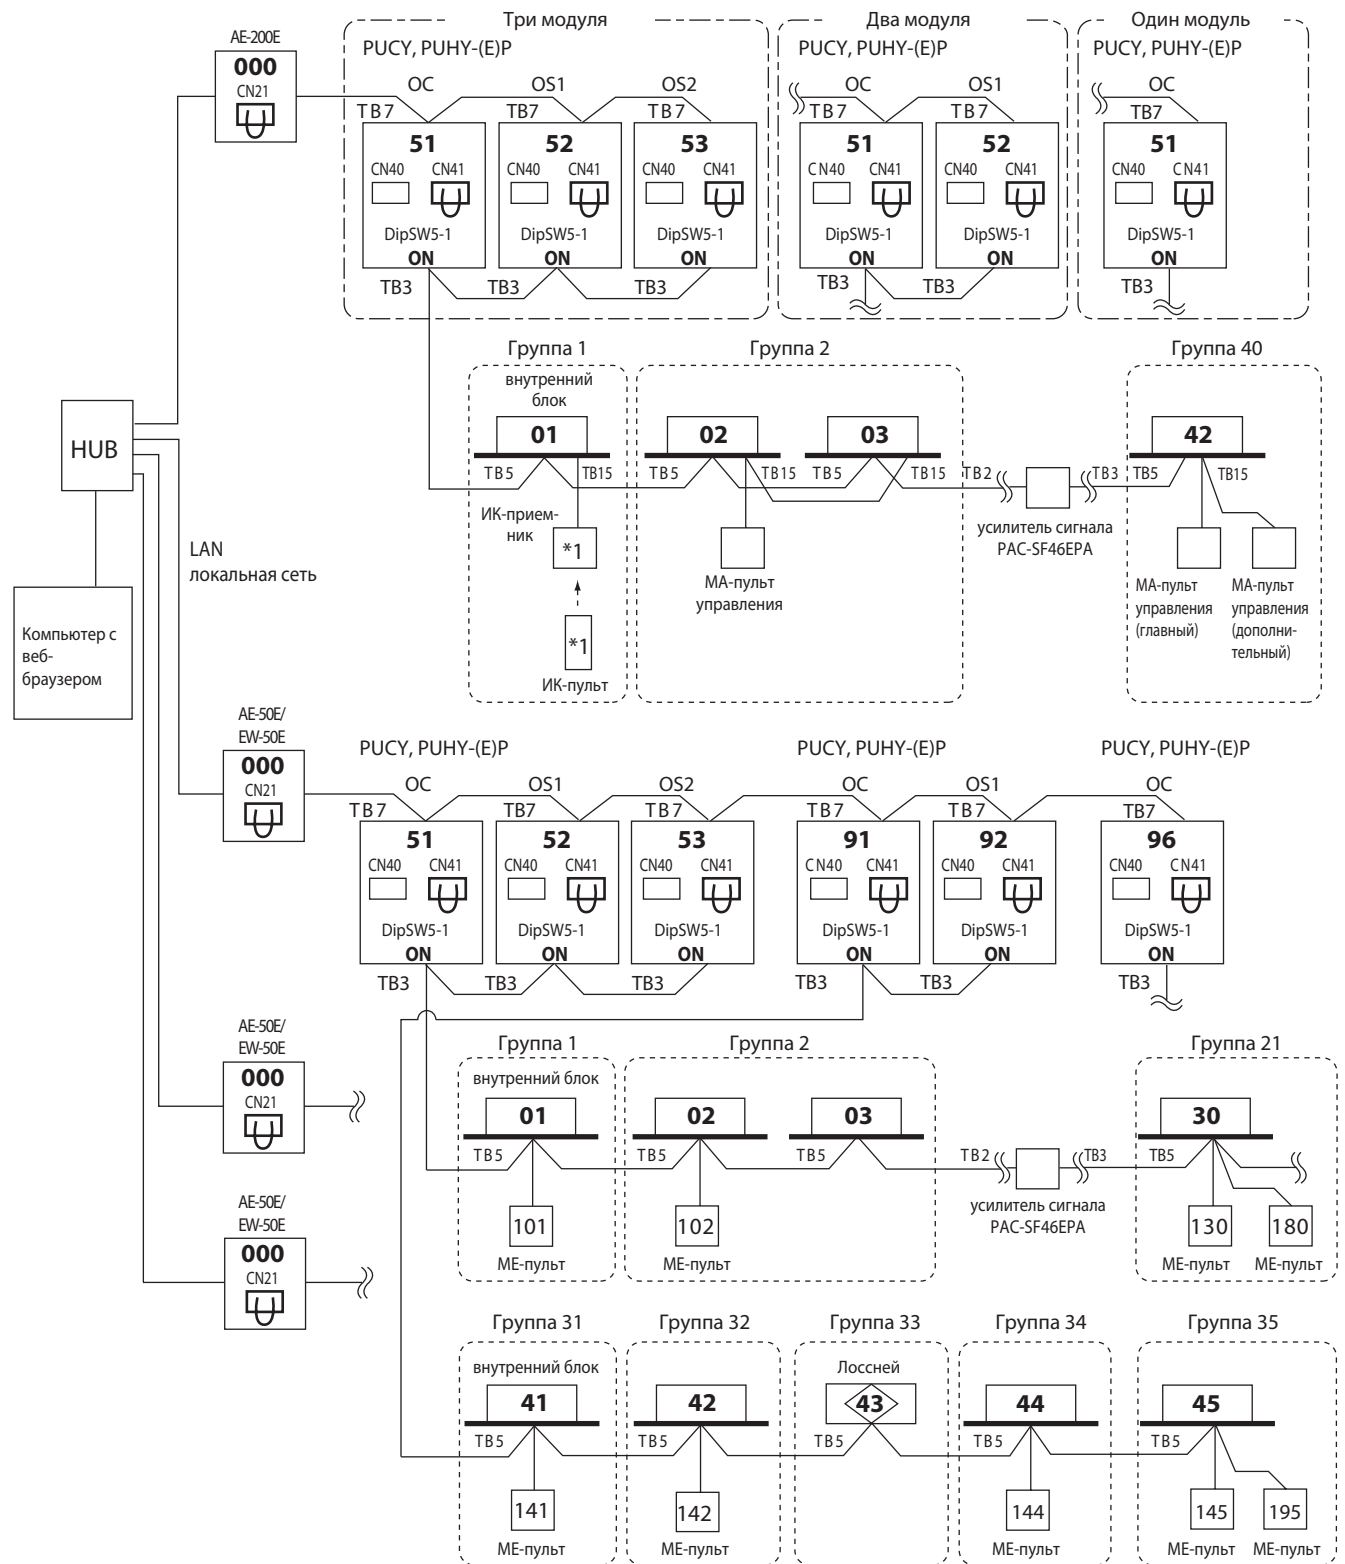 Три модуля
Два модуля
Один модуль
AE-200E
000
CN21
PUCY, PUHY-(E)P
PUCY, PUHY-(E)P
PUCY, PUHY-(E)P
OC
OS1
OS2
OC
OS1
OC
TB7
TB7
TB7
TB7
TB7
TB7
51
52
53
51
52
51
CN40 CN41
CN40 CN41
CN40 CN41
CN40 CN41
CN40 CN41
CN40 CN41
DipSW5-1
DipSW5-1
DipSW5-1
DipSW5-1
DipSW5-1
DipSW5-1
ON
ON
ON
ON
ON
ON
TB3
TB3
TB3
TB3
TB3
TB3
Группа 1
Группа 2
Группа 40
внутренний
блок
01
02
03
42
TB5
TB15
TB5
TB15
TB5
TB15
TB2
TB3
TB5
TB15
HUB
ИК-прием-
ник
*1
*1
ИК-пульт
МА-пульт
управления
усилитель сигнала
PAC-SF46EPA
МА-пульт
управления
(главный)
МА-пульт
управления
(дополни-
тельный)
LAN
локальная сеть
Компьютер с
веб-
браузером
AE-50E/
EW-50E
000
CN21
PUCY, PUHY-(E)P
PUCY, PUHY-(E)P
PUCY, PUHY-(E)P
OC
OS1
OS2
OC
OS1
OC
TB7
TB7
TB7
TB7
TB7
TB7
51
52
53
91
92
96
CN40 CN41
CN40 CN41
CN40 CN41
CN40 CN41
CN40 CN41
CN40 CN41
DipSW5-1
DipSW5-1
DipSW5-1
DipSW5-1
DipSW5-1
DipSW5-1
ON
ON
ON
ON
ON
ON
TB3
TB3
TB3
TB3
TB3
TB3
AE-50E/
EW-50E
000
CN21
Группа 1
Группа 2
Группа 21
внутренний блок
01
02
03
30
TB5
TB5
TB5
TB2
TB3
TB5
усилитель сигнала
PAC-SF46EPA
101
102
130
180
МЕ-пульт
МЕ-пульт
МЕ-пульт
МЕ-пульт
AE-50E/
EW-50E
000
CN21
Группа 31
Группа 32
Группа 33
Группа 34
Группа 35
внутренний блок
Лоссней
41
42
43
44
45
TB5
TB5
TB5
TB5
TB5
141
142
144
145
195
МЕ-пульт
МЕ-пульт
МЕ-пульт
МЕ-пульт
МЕ-пульт